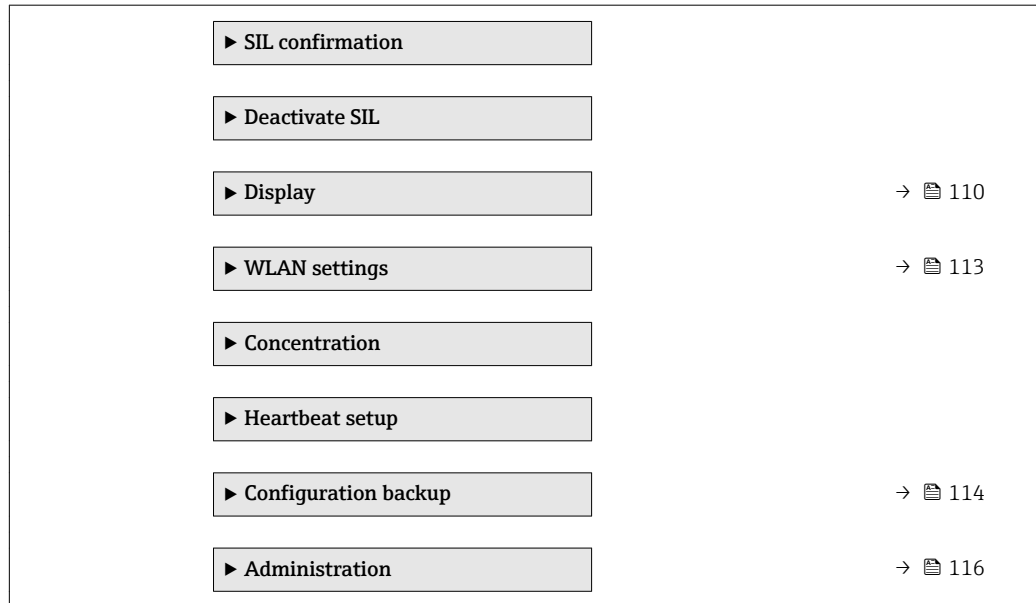 ▶ SIL confirmation
▶ Deactivate SIL
▶ Display → 110
▶ WLAN settings → 113
▶ Concentration
▶ Heartbeat setup
▶ Configuration backup → 114
▶ Administration → 116